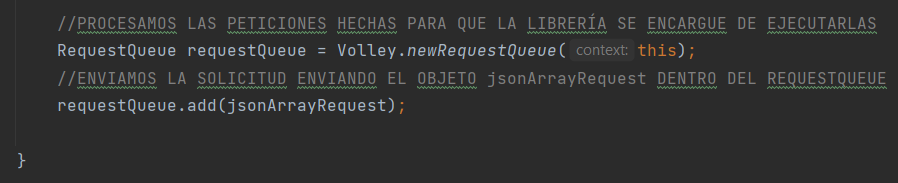 //PROCESAMOS LAS PETICIONES HECHAS PARA QUE LA LIBRERÍA SE ENCARGUE DE EJECUTARLAS
RequestQueue requestQueue = Volley.newRequestQueue( context: this);
//ENVIAMOS LA SOLICITUD ENVIANDO EL OBJETO jsonArrayRequest DENTRO DEL REQUESTQUEUE
requestQueue.add(jsonArrayRequest);
}